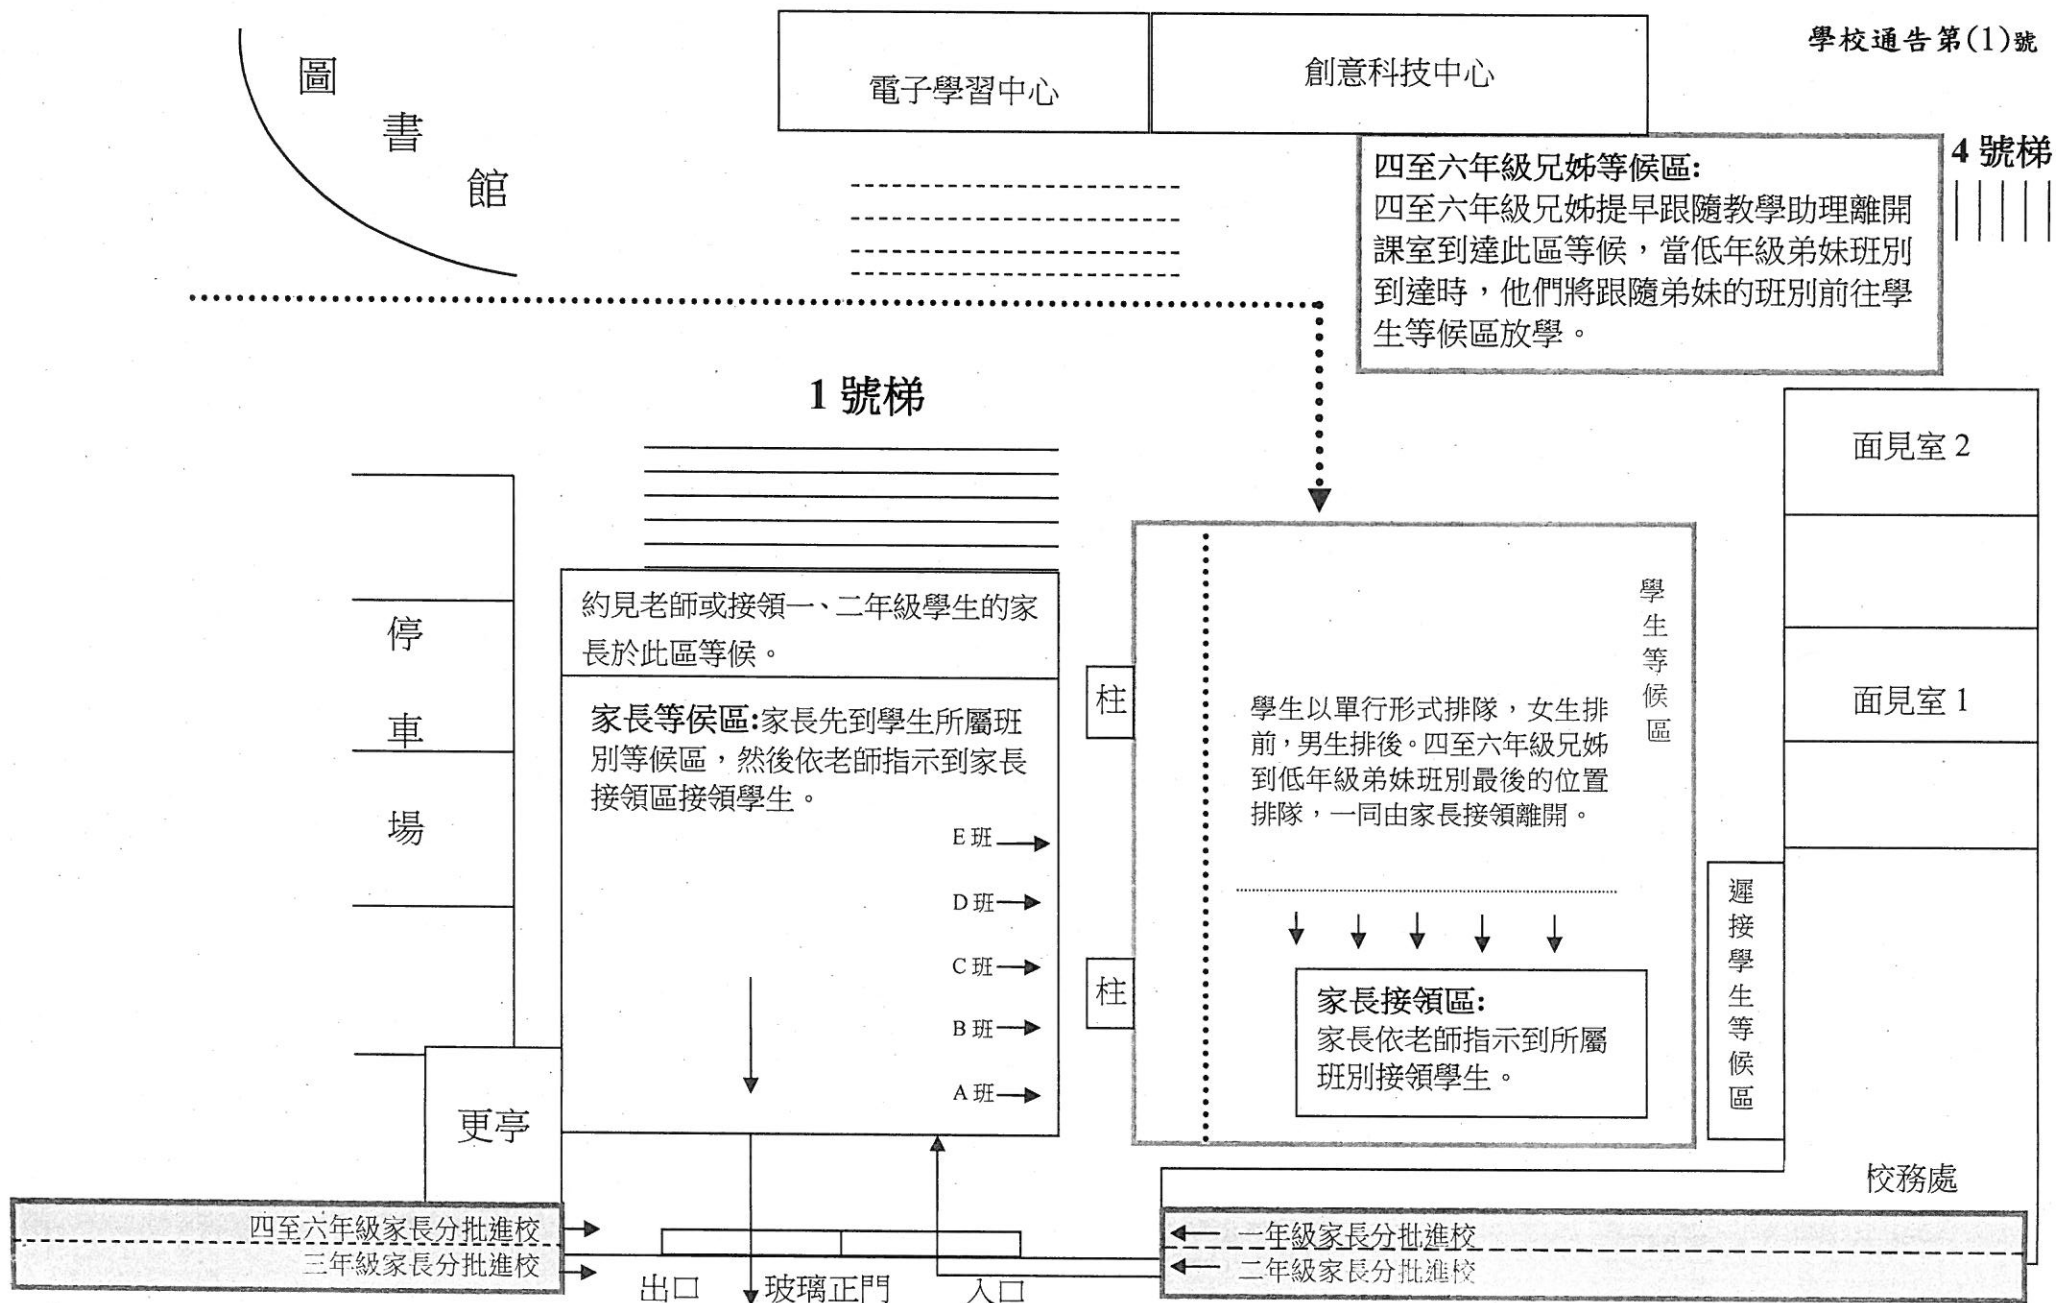 學校通告第(1)號
圖書館
電子學習中心
創意科技中心
4 號梯
四至六年級兄姊等候區:
四至六年級兄姊提早跟隨教學助理離開
課室到達此區等候，當低年級弟妹班別
到達時，他們將跟隨弟妹的班別前往學
生等候區放學。
1 號梯
面見室 2
停車場
約見老師或接領一、二年級學生的家
長於此區等候。
家長等侯區:家長先到學生所屬班
別等候區，然後依老師指示到家長
接領區接領學生。
E 班
D 班
C 班
B 班
A 班
柱
柱
學生等候區
學生以單行形式排隊，女生排
前，男生排後。四至六年級兄姊
到低年級弟妹班別最後的位置
排隊，一同由家長接領離開。
家長接領區:
家長依老師指示到所屬
班別接領學生。
面見室 1
遲接學生等候區
更亭
校務處
四至六年級家長分批進校
三年級家長分批進校
一年級家長分批進校
二年級家長分批進校
出口
玻璃正門
入口